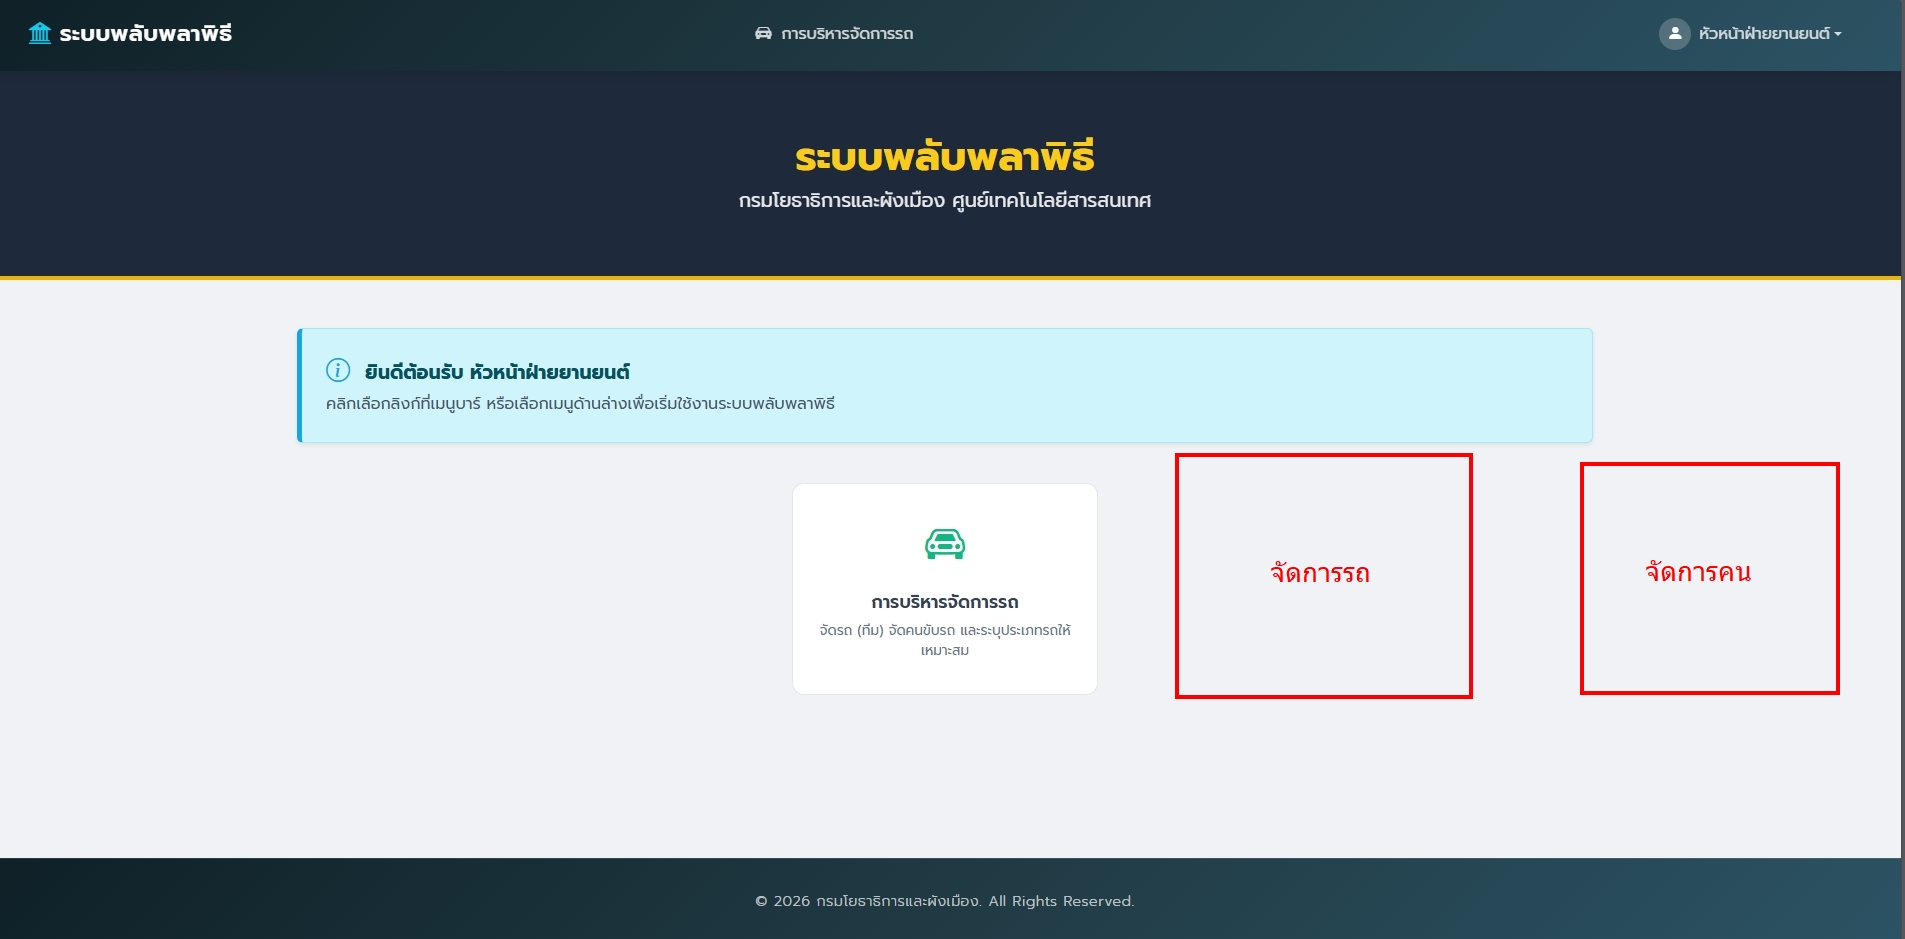 ระบบพลับพลาพิธี
การบริหารจัดการรถ
หัวหน้าฝ่ายยานยนต์
ระบบพลับพลาพิธี
กรมโยธาธิการและผังเมือง ศูนย์เทคโนโลยีสารสนเทศ
ยินดีต้อนรับ หัวหน้าฝ่ายยานยนต์
คลิกเลือกลิงก์ที่เมนูบาร์ หรือเลือกเมนูด้านล่างเพื่อเริ่มใช้งานระบบพลับพลาพิธี
การบริหารจัดการรถ
จัดรถ (ทีม) จัดคนขับรถ และระบุประเภทรถให้
เหมาะสม
จัดการรถ
จัดการคน
© 2026 กรมโยธาธิการและผังเมือง. All Rights Reserved.